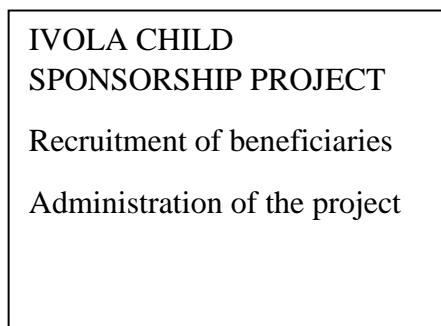 IVOLA CHILD
SPONSORSHIP PROJECT
Recruitment of beneficiaries
Administration of the project